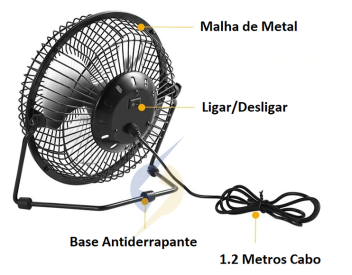 Malha de Metal
Ligar/Desligar
Base Antiderrapante
1.2 Metros Cabo